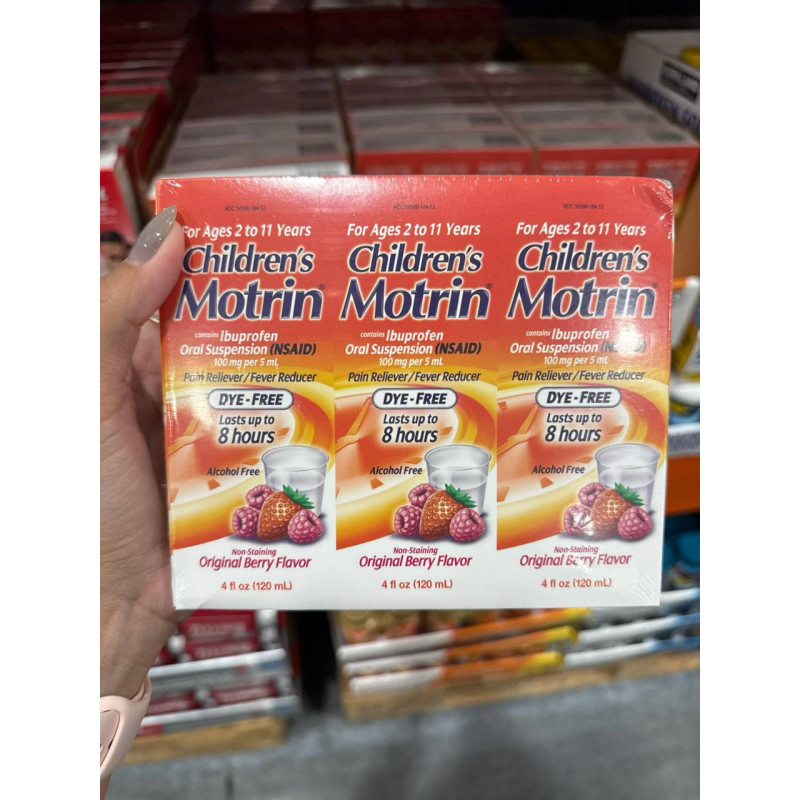 For Ages 2 to 11 Years
Children's
Motrin®
contains Ibuprofen
Oral Suspension (NSAID)
100 mg per 5 mL
Pain Reliever/Fever Reducer
DYE-FREE
Lasts up to
8 hours
Alcohol Free
Non-Staining
Original Berry Flavor
4 fl oz (120 mL)
For Ages 2 to 11 Years
Children's
Motrin®
contains Ibuprofen
Oral Suspension (NSAID)
100 mg per 5 mL
Pain Reliever/Fever Reducer
DYE-FREE
Lasts up to
8 hours
Alcohol Free
Non-Staining
Original Berry Flavor
4 fl oz (120 mL)
For Ages 2 to 11 Years
Children's
Motrin®
contains Ibuprofen
Oral Suspension (NSAID)
100 mg per 5 mL
Pain Reliever/Fever Reducer
DYE-FREE
Lasts up to
8 hours
Alcohol Free
Non-Staining
Original Berry Flavor
4 fl oz (120 mL)